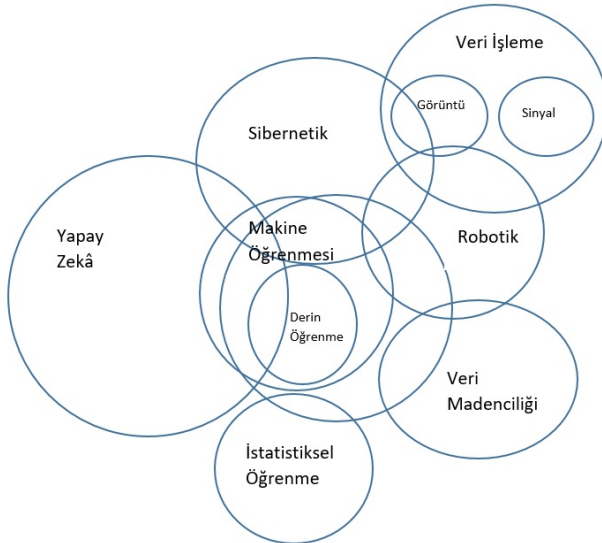 Veri İşleme
Görüntü
Sinyal
Sibernetik
Yapay
Zekâ
Makine
Öğrenmesi
Robotik
Derin
Öğrenme
Veri
Madenciliği
İstatistiksel
Öğrenme